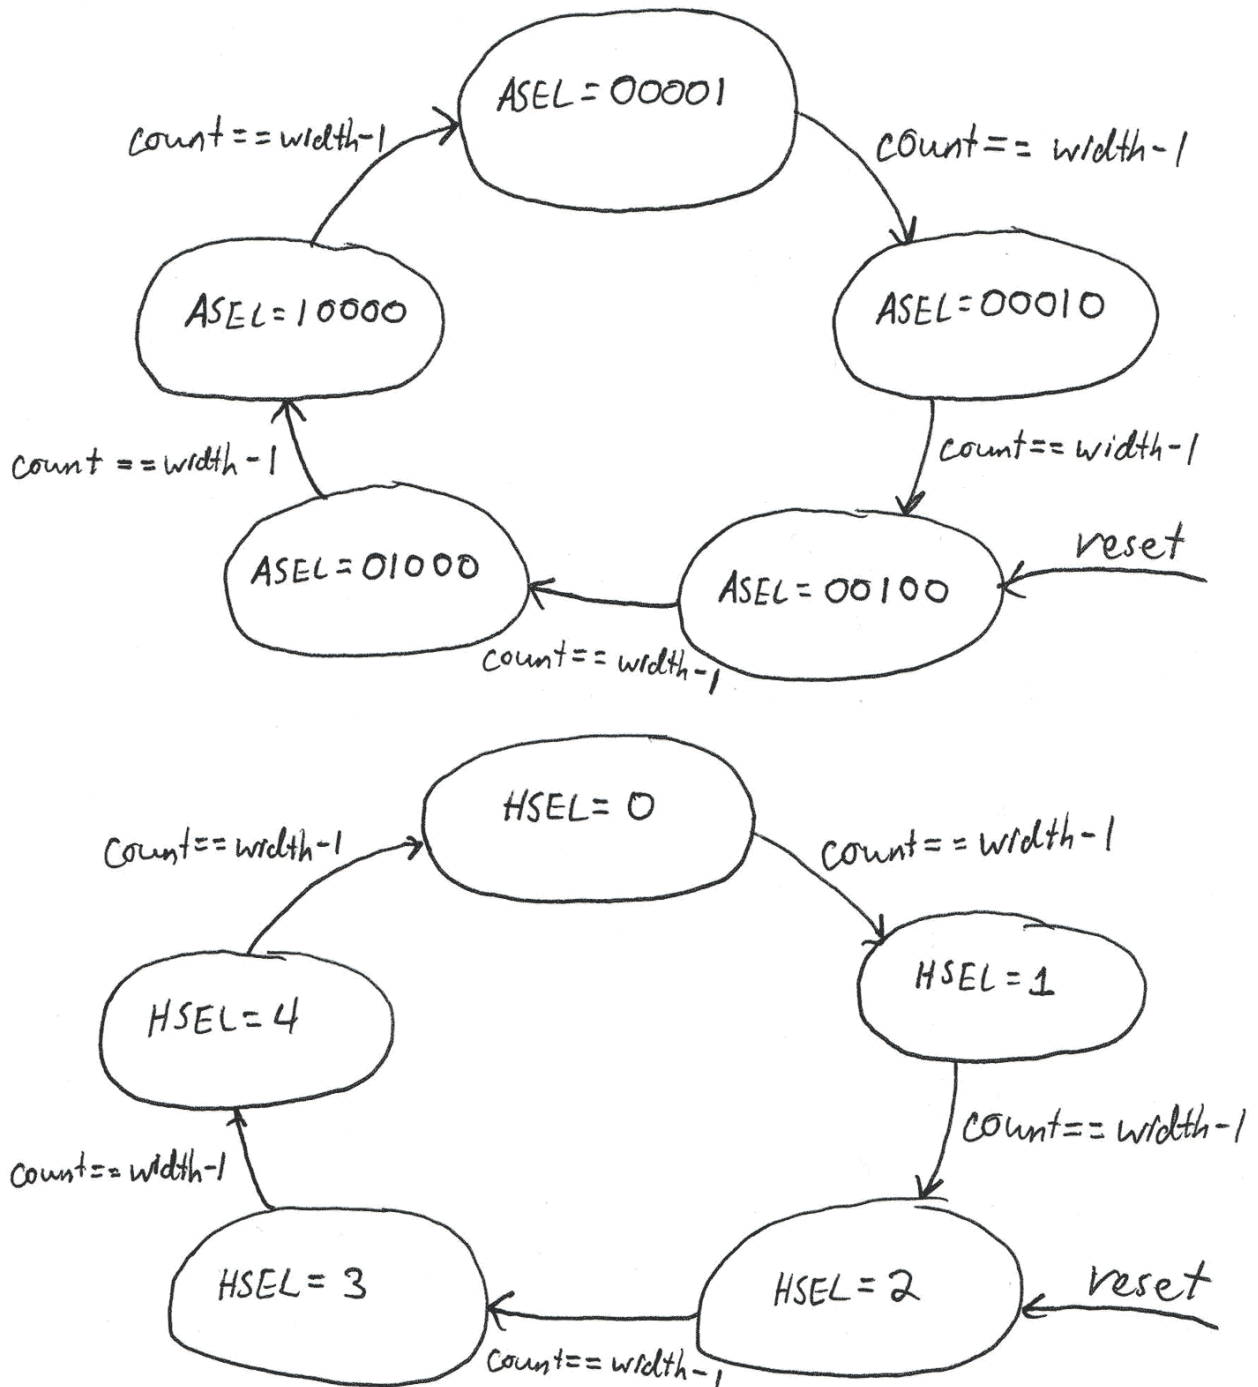 ASEL = 00001
count == width-1
count == width-1
ASEL = 10000
ASEL = 00010
count == width-1
count == width-1
reset
ASEL = 01000
ASEL = 00100
count == width-1
HSEL = 0
count == width-1
count == width-1
HSEL = 1
HSEL = 4
count == width-1
count == width-1
HSEL = 3
HSEL = 2
reset
count == width-1